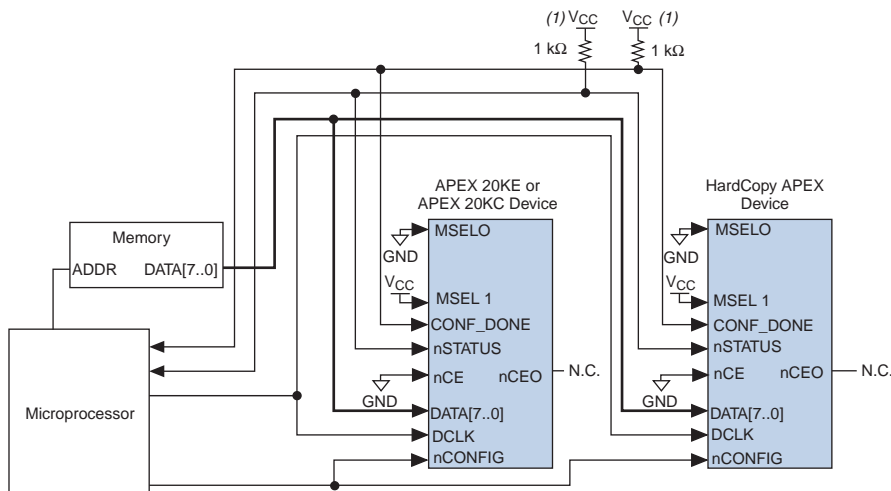 (1) VCC
VCC (1)
1 kΩ
1 kΩ
APEX 20KE or
APEX 20KC Device
HardCopy APEX
Device
Memory
ADDR DATA[7..0]
Microprocessor
MSELO
GND
VCC
MSEL 1
CONF_DONE
nSTATUS
nCE nCEO N.C.
GND
DATA[7..0]
DCLK
nCONFIG
MSELO
GND
VCC
MSEL 1
CONF_DONE
nSTATUS
nCE nCEO N.C.
GND
DATA[7..0]
DCLK
nCONFIG